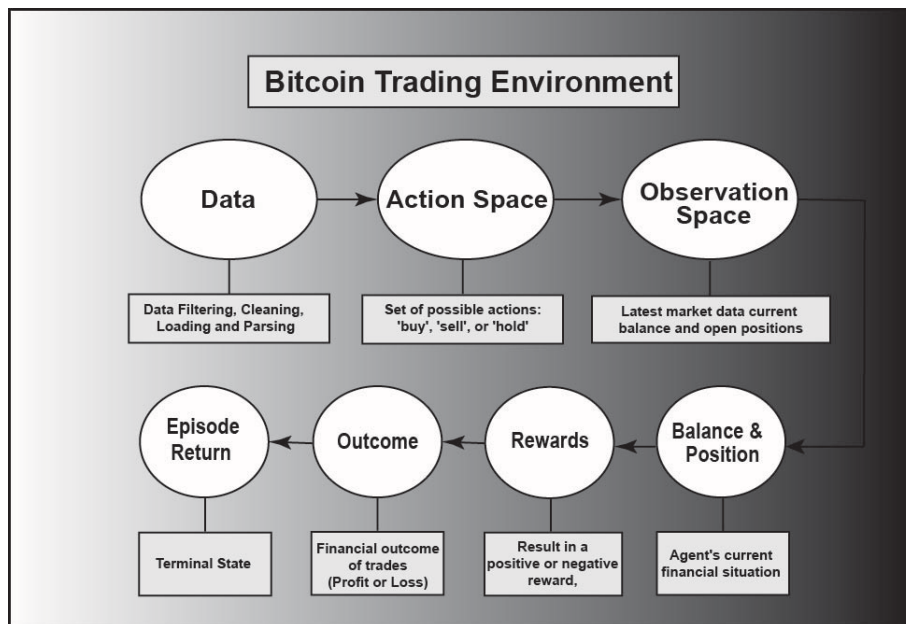 Bitcoin Trading Environment
Data
Action Space
Observation
Space
Data Filtering, Cleaning,
Loading and Parsing
Set of possible actions:
'buy', 'sell', or 'hold'
Latest market data current
balance and open positions
Episode
Return
Outcome
Rewards
Balance &
Position
Terminal State
Financial outcome
of trades
(Profit or Loss)
Result in a
positive or negative
reward,
Agent's current
financial situation